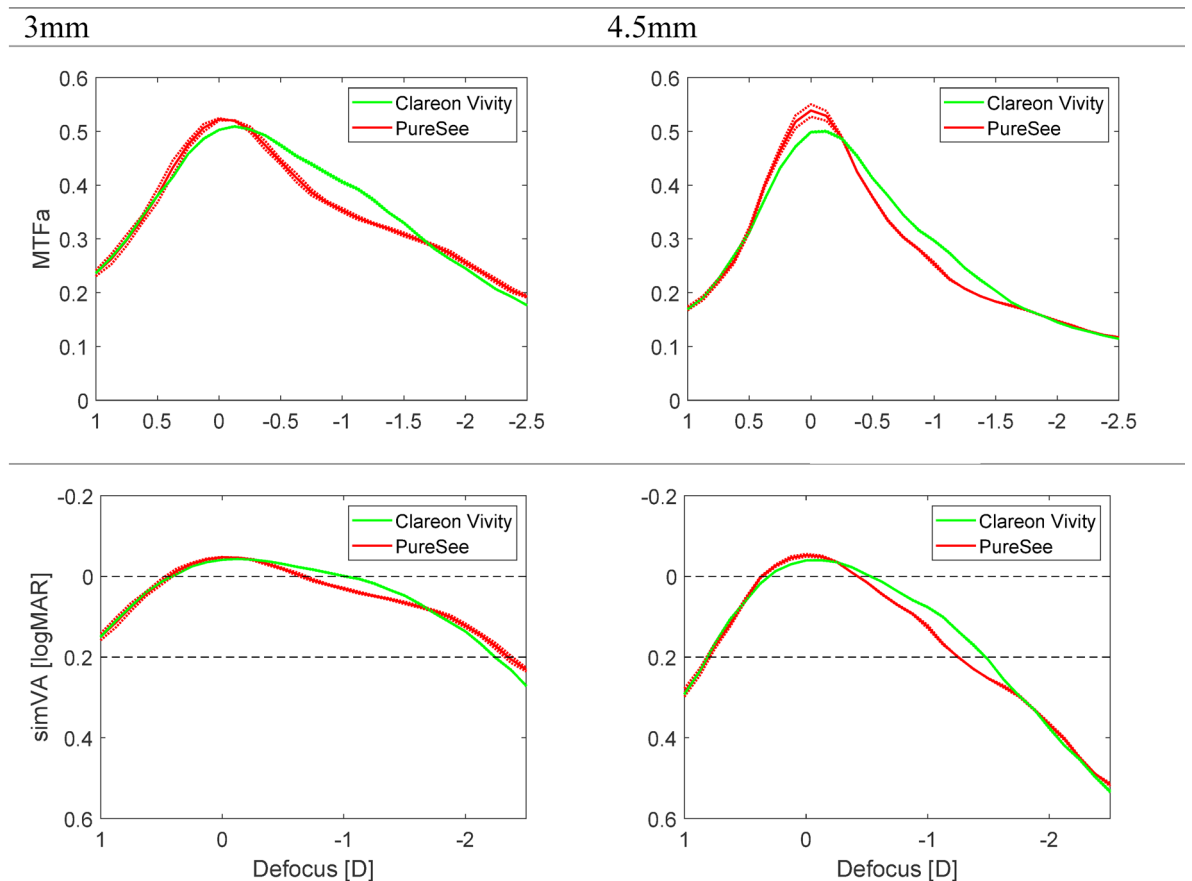 3mm 4.5mm
0.6
0.5
0.4
0.3
0.2
0.1
0
MTFa
1 0.5 0 -0.5 -1 -1.5 -2 -2.5
Clareon Vivity
PureSee
0.6
0.5
0.4
0.3
0.2
0.1
0
1 0.5 0 -0.5 -1 -1.5 -2 -2.5
Clareon Vivity
PureSee
-0.2
0
0.2
0.4
0.6
simVA [logMAR]
1 0 -1 -2
Defocus [D]
Clareon Vivity
PureSee
-0.2
0
0.2
0.4
0.6
1 0 -1 -2
Defocus [D]
Clareon Vivity
PureSee